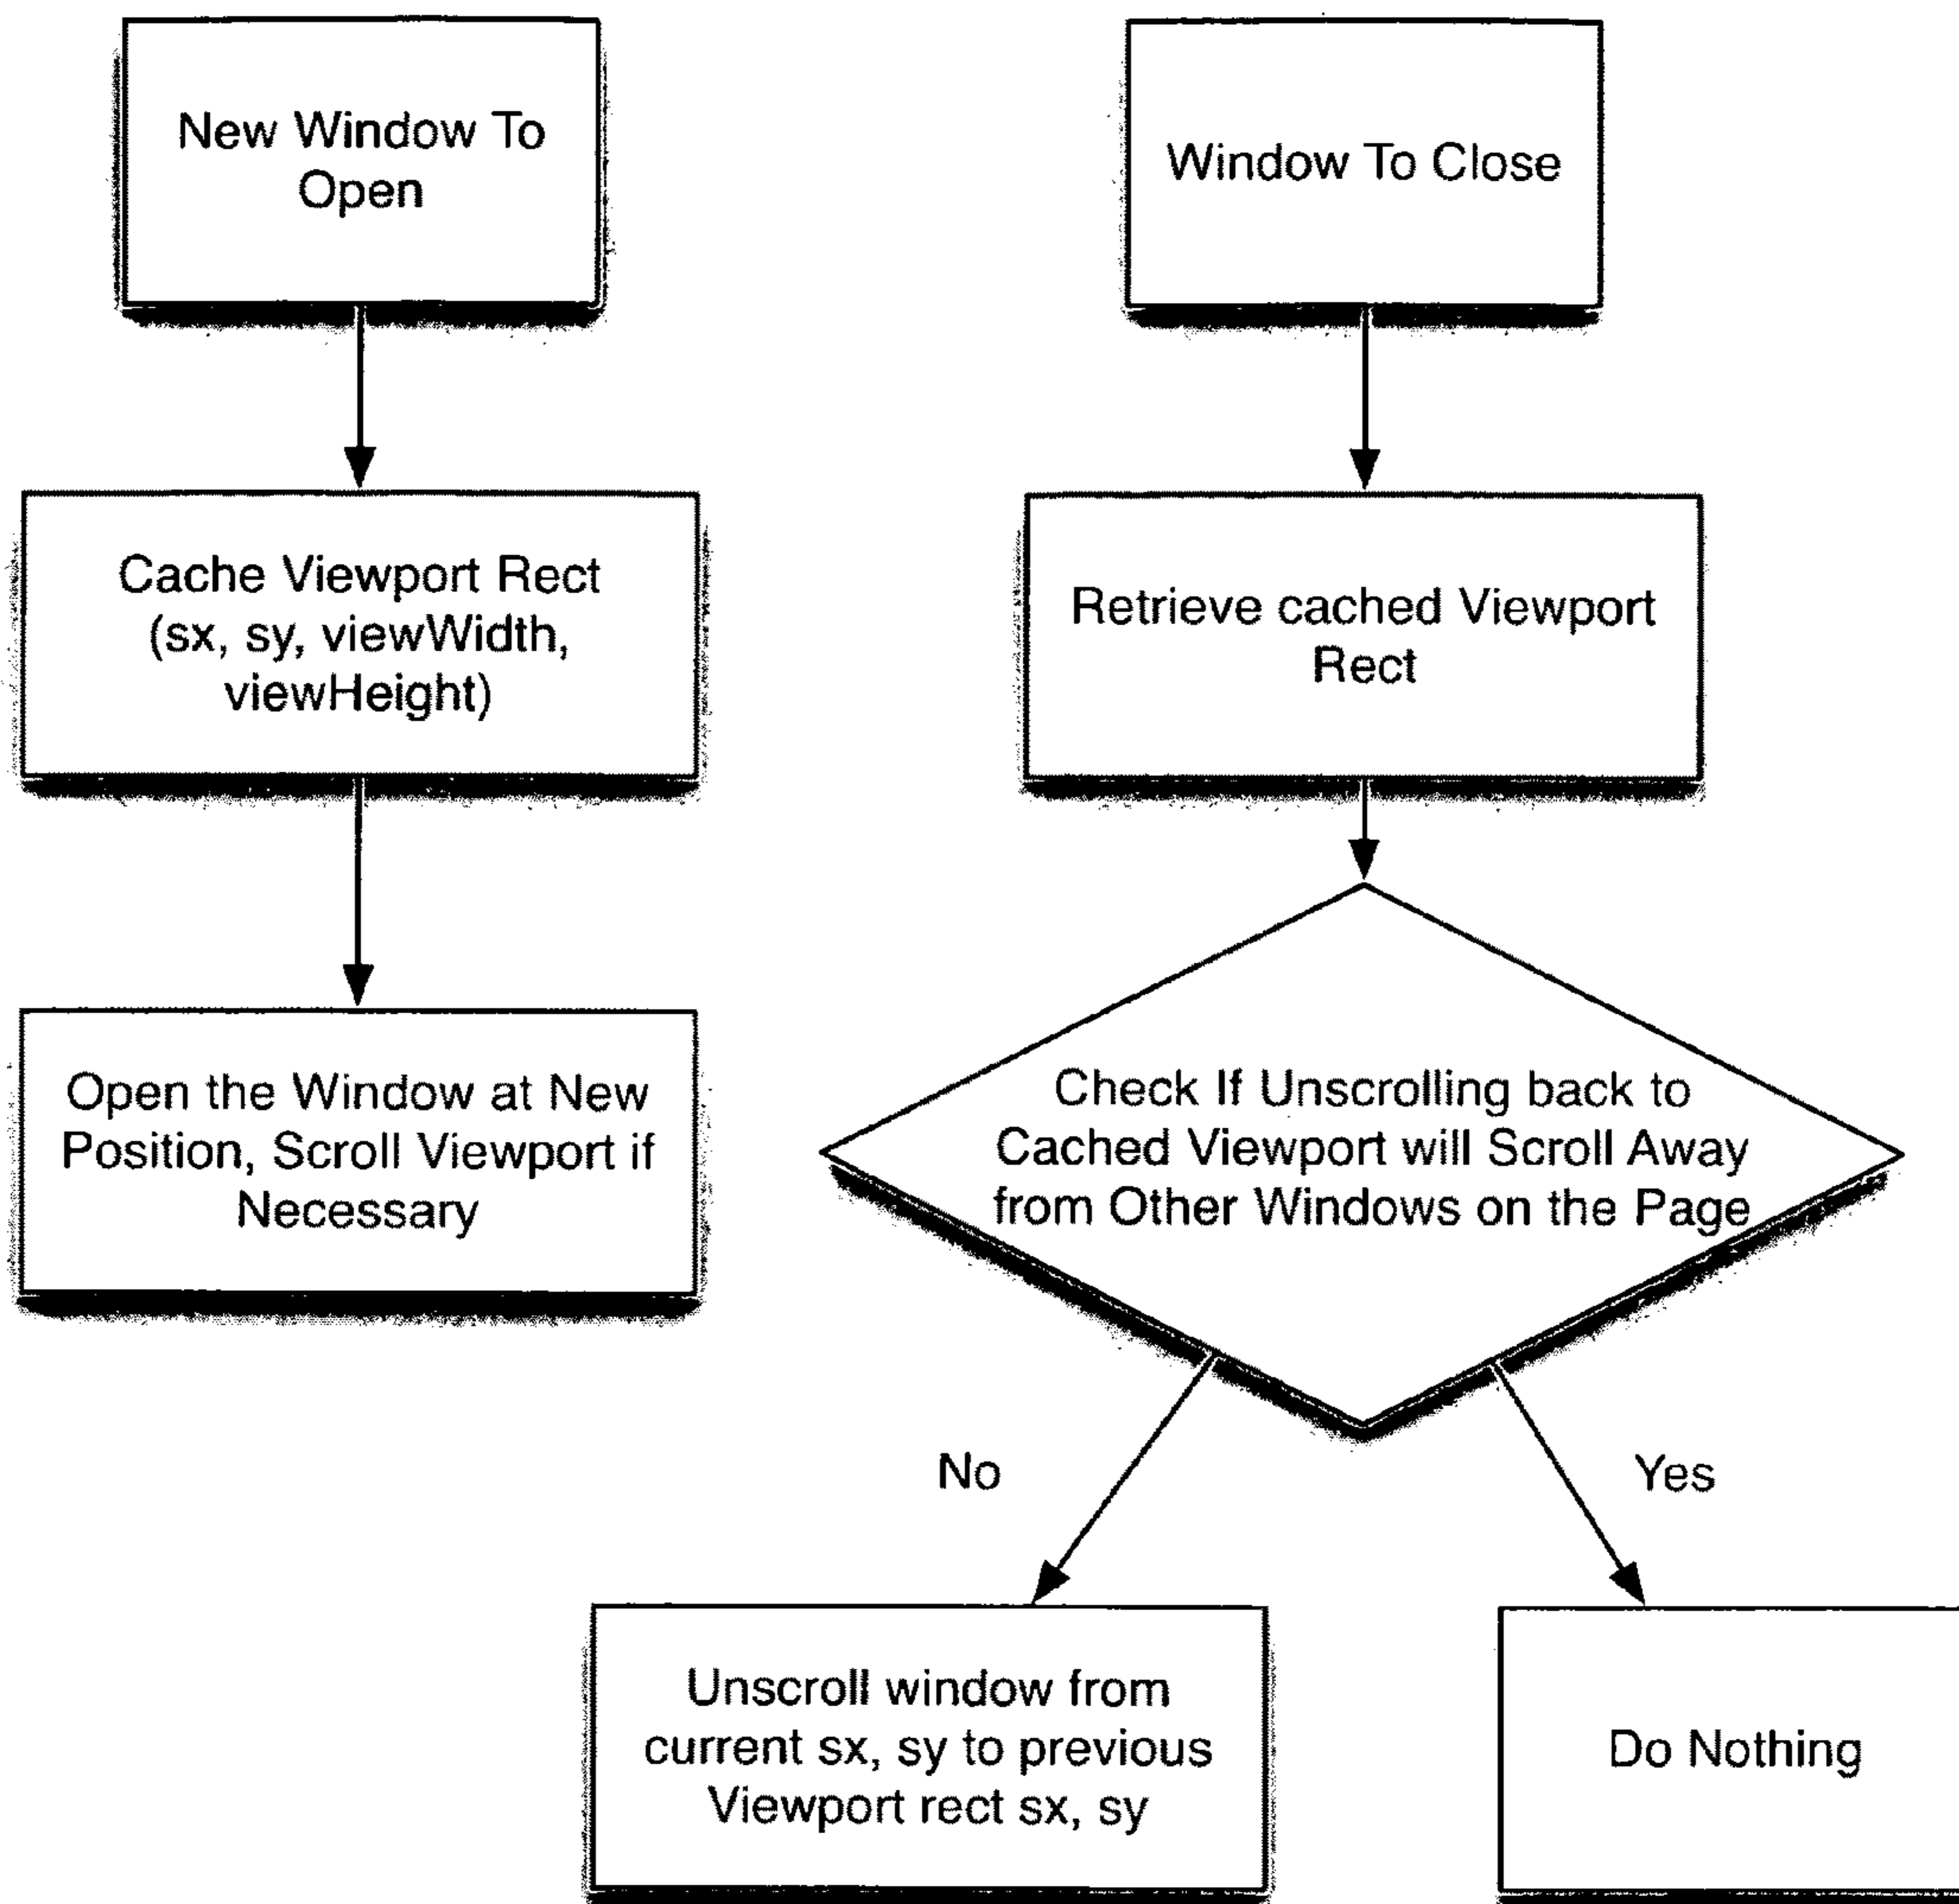 New Window To
Open
Cache Viewport Rect
(sx, sy, viewWidth,
viewHeight)
Open the Window at New
Position, Scroll Viewport if
Necessary
Window To Close
Retrieve cached Viewport
Rect
Check If Unscrolling back to
Cached Viewport will Scroll Away
from Other Windows on the Page
No
Yes
Unscroll window from
current sx, sy to previous
Viewport rect sx, sy
Do Nothing